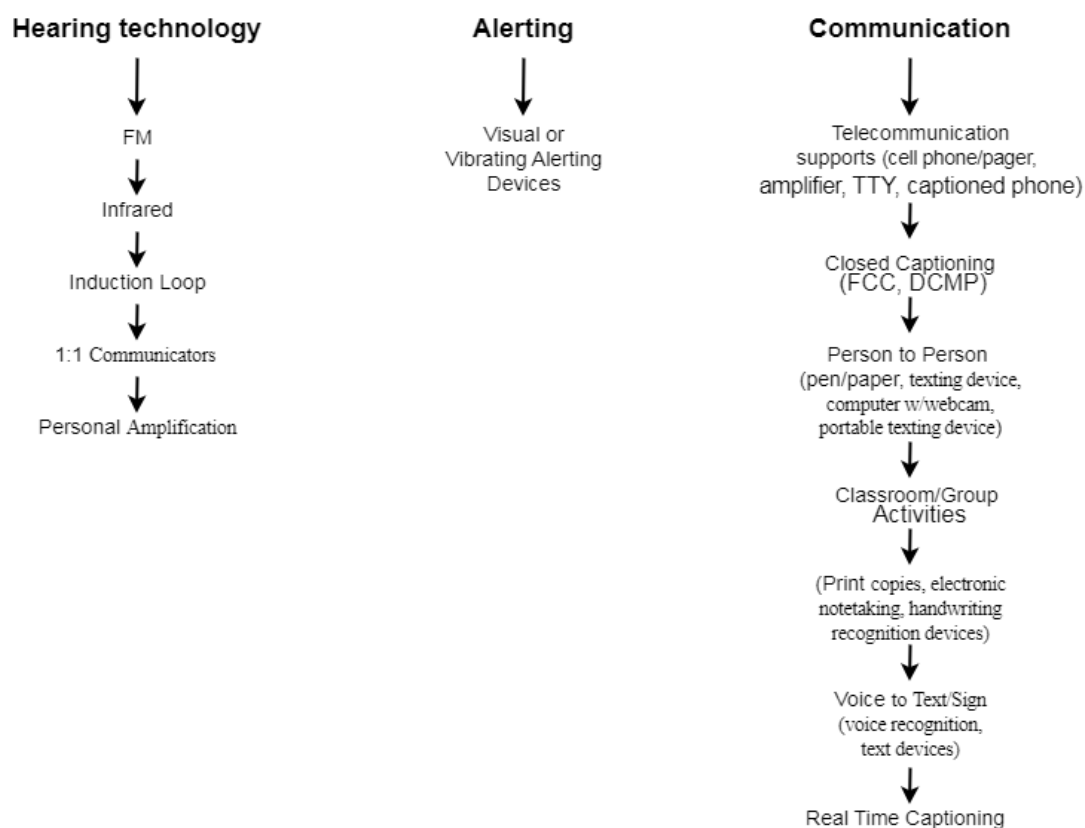 Hearing technology
FM
Infrared
Induction Loop
1:1 Communicators
Personal Amplification
Alerting
Visual or
Vibrating Alerting
Devices
Communication
Telecommunication
supports (cell phone/pager,
amplifier, TTY, captioned phone)
Closed Captioning
(FCC, DCMP)
Person to Person
(pen/paper, texting device,
computer w/webcam,
portable texting device)
Classroom/Group
Activities
(Print copies, electronic
notetaking, handwriting
recognition devices)
Voice to Text/Sign
(voice recognition,
text devices)
Real Time Captioning